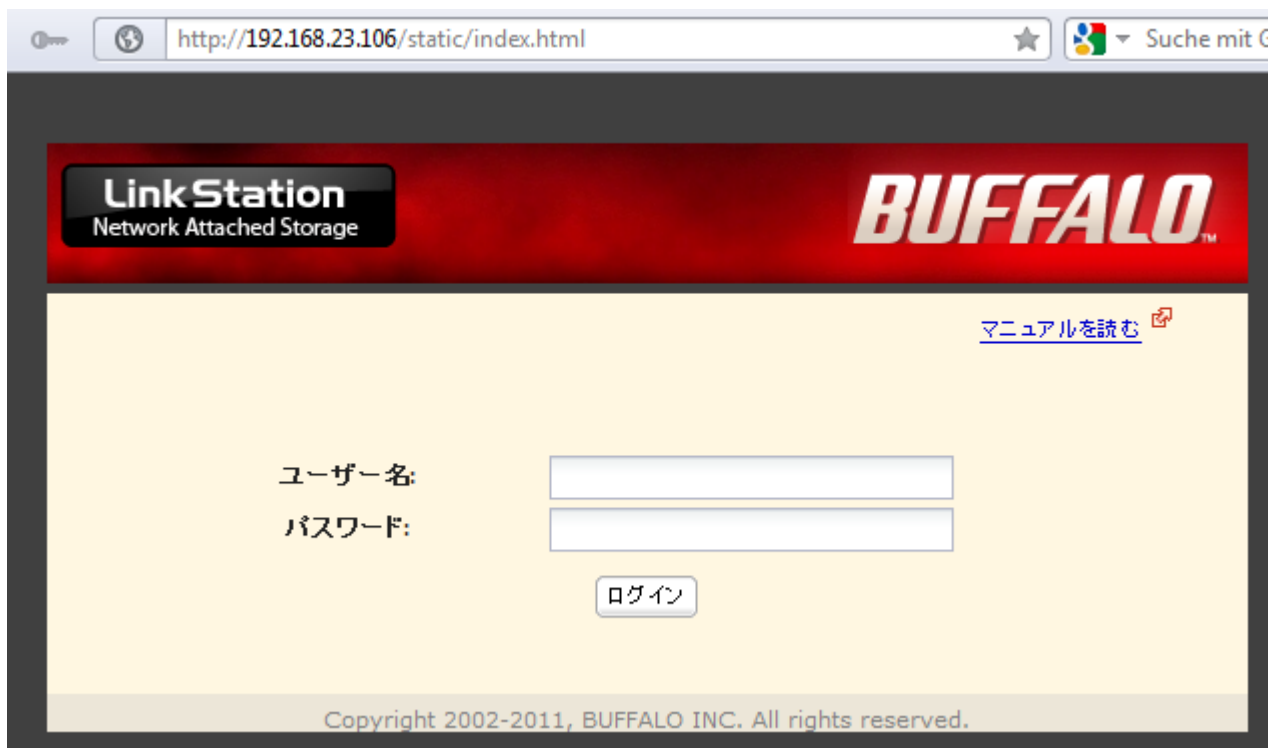 http://192.168.23.106/static/index.html
Suche mit G
LinkStation
Network Attached Storage
BUFFALO™
マニュアルを読む
ユーザー名:
パスワード:
ログイン
Copyright 2002-2011, BUFFALO INC. All rights reserved.